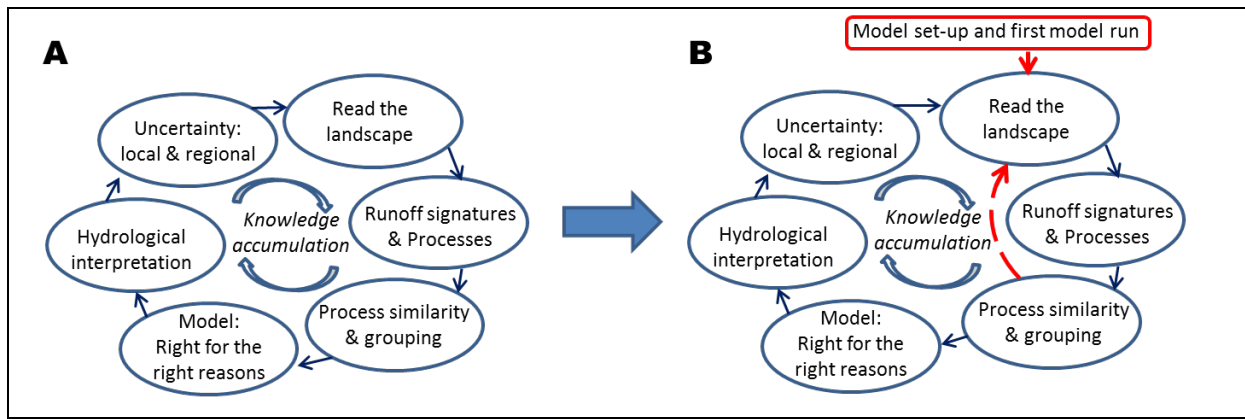 A
Uncertainty:
local & regional
Read the
landscape
Runoff signatures
& Processes
Process similarity
& grouping
Model:
Right for the
right reasons
Hydrological
interpretation
Knowledge
accumulation
B
Model set-up and first model run
Uncertainty:
local & regional
Read the
landscape
Runoff signatures
& Processes
Process similarity
& grouping
Model:
Right for the
right reasons
Hydrological
interpretation
Knowledge
accumulation